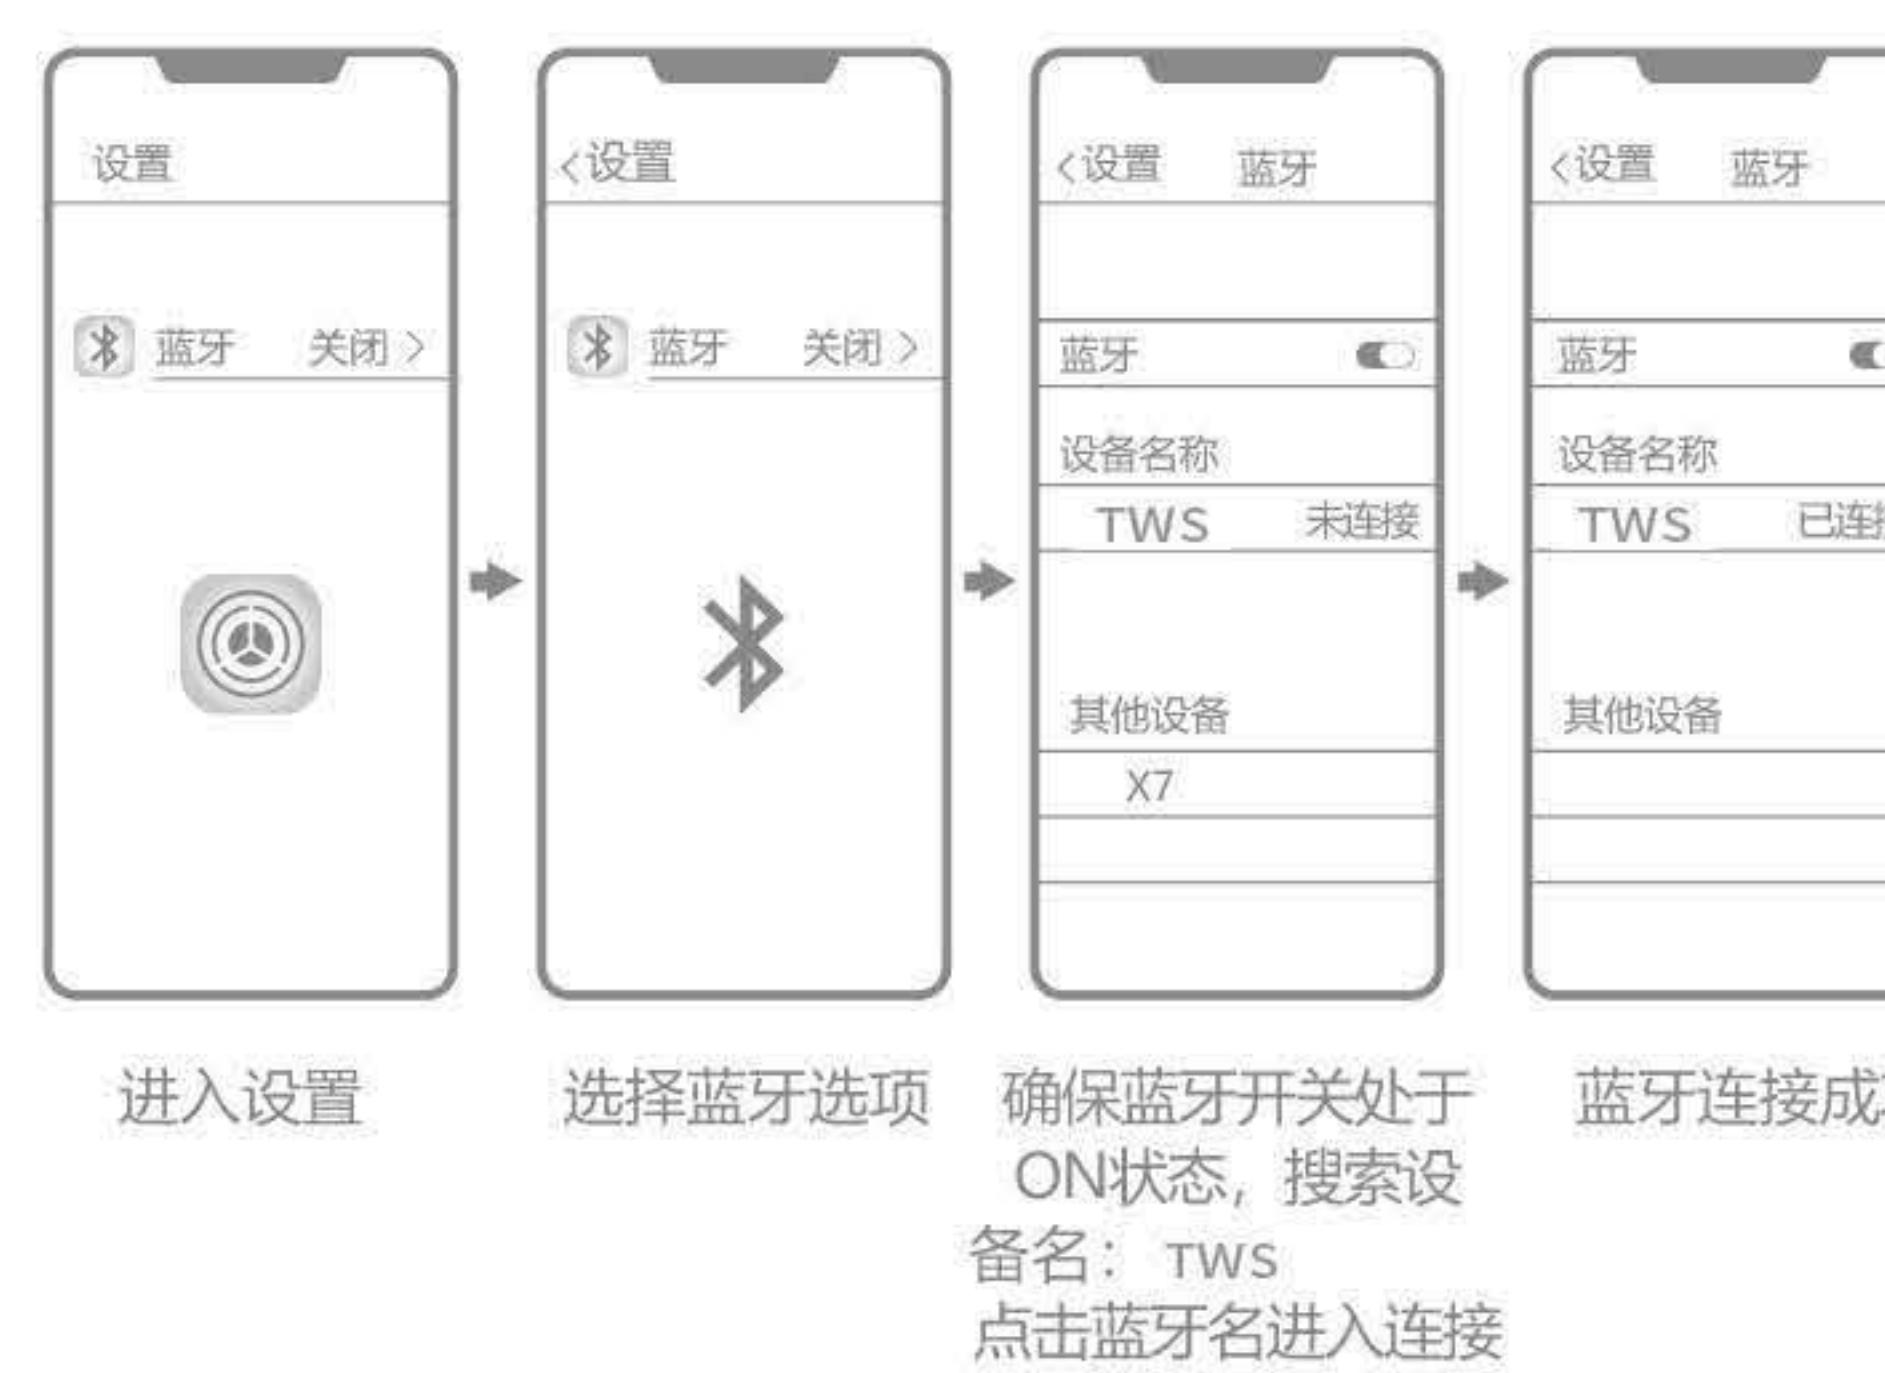 设置
蓝牙 关闭 >
进入设置
<设置
蓝牙 关闭 >
选择蓝牙选项
<设置 蓝牙
蓝牙
设备名称
TWS 未连接
其他设备
X7
确保蓝牙开关处于
ON状态，搜索设
备名：TWS
点击蓝牙名进入连接
<设置 蓝牙
蓝牙
设备名称
TWS 已连
其他设备
蓝牙连接成